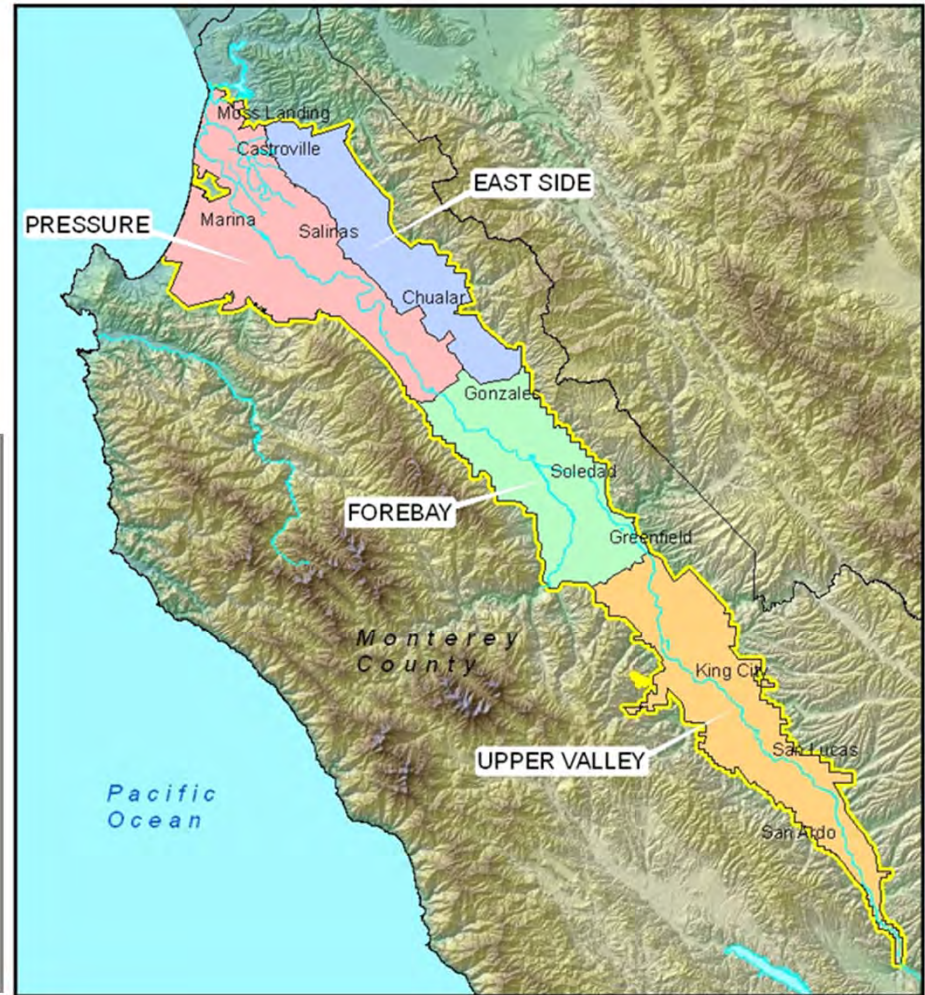 Moss Landing
Castroville
EAST SIDE
Marina
PRESSURE
Salinas
Chualar
Gonzales
Soledad
FOREBAY
Greenfield
Monterey
County
King City
San Lucas
UPPER VALLEY
Pacific
Ocean
San Ardo